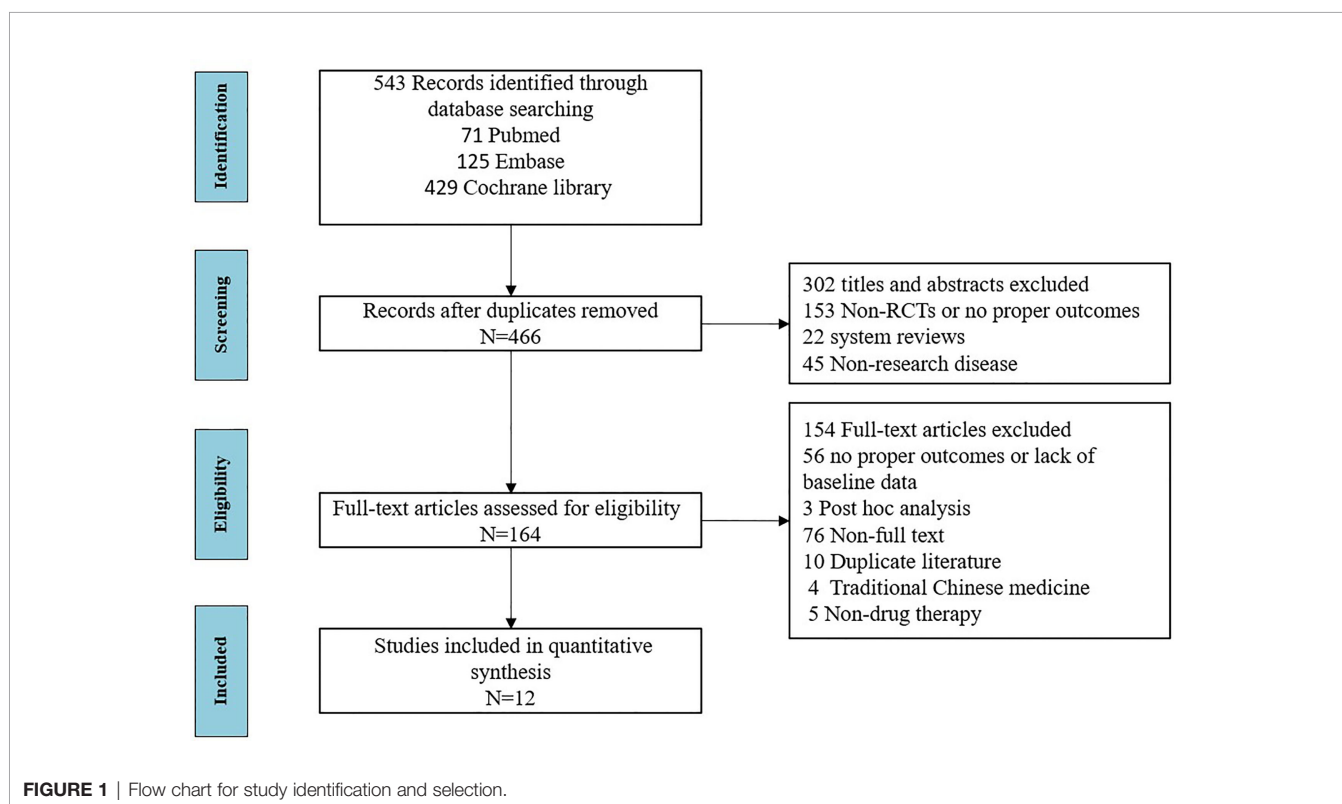 Identification
543 Records identified through
database searching
71 Pubmed
125 Embase
429 Cochrane library
Screening
Records after duplicates removed
N=466
302 titles and abstracts excluded
153 Non-RCTs or no proper outcomes
22 system reviews
45 Non-research disease
Eligibility
Full-text articles assessed for eligibility
N=164
154 Full-text articles excluded
56 no proper outcomes or lack of
baseline data
3 Post hoc analysis
76 Non-full text
10 Duplicate literature
4 Traditional Chinese medicine
5 Non-drug therapy
Included
Studies included in quantitative
synthesis
N=12
FIGURE 1 | Flow chart for study identification and selection.